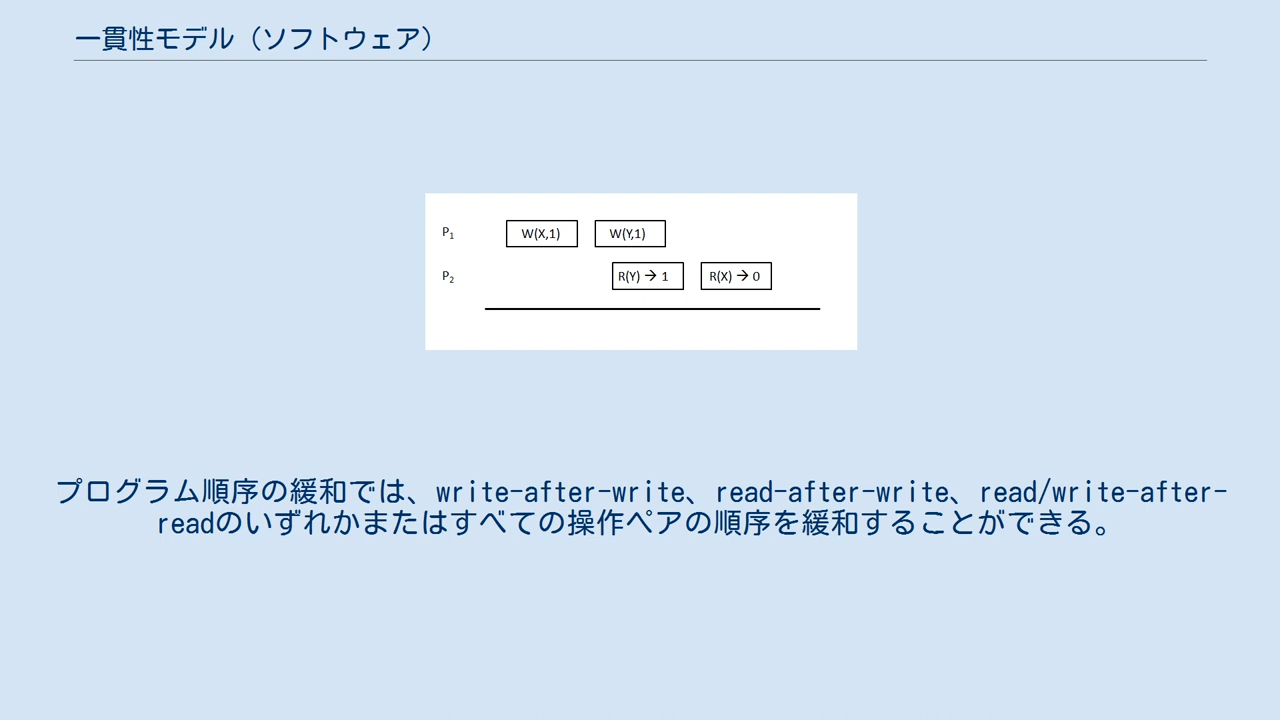 一貫性モデル（ソフトウェア）
P1 W(X,1) W(Y,1)
P2 R(Y) → 1 R(X) → 0
プログラム順序の緩和では、write-after-write、read-after-write、read/write-after-
readのいずれかまたはすべての操作ペアの順序を緩和することができる。